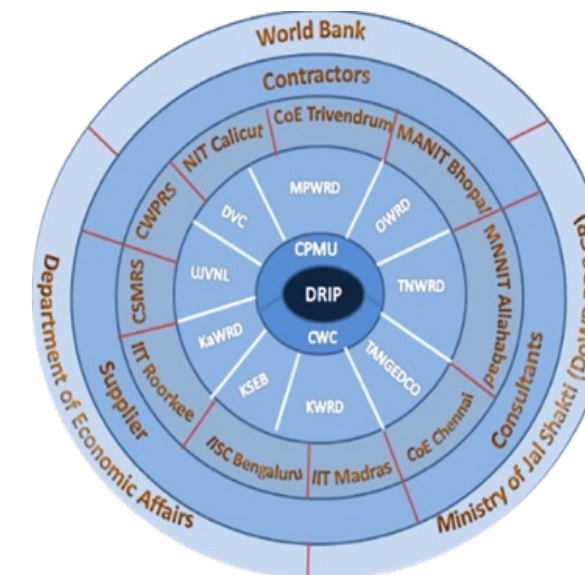 World Bank
Contractors
CoE Trivendrum
NIT Calicut
MANIT Bhopal
CWPRS
MPWRD
DVC
OWRD
CPMU
CSMRS
UJVNL
DRIP
TNWRD
MNNIT Allahabad
KaWRD
CWC
TANGEDCO
IIT Roorkee
KSEB
KWRD
CoE Chennai
IISC Bengaluru
IIT Madras
Supplier
Consultants
Department of Economic Affairs
Ministry of Jal Shakti